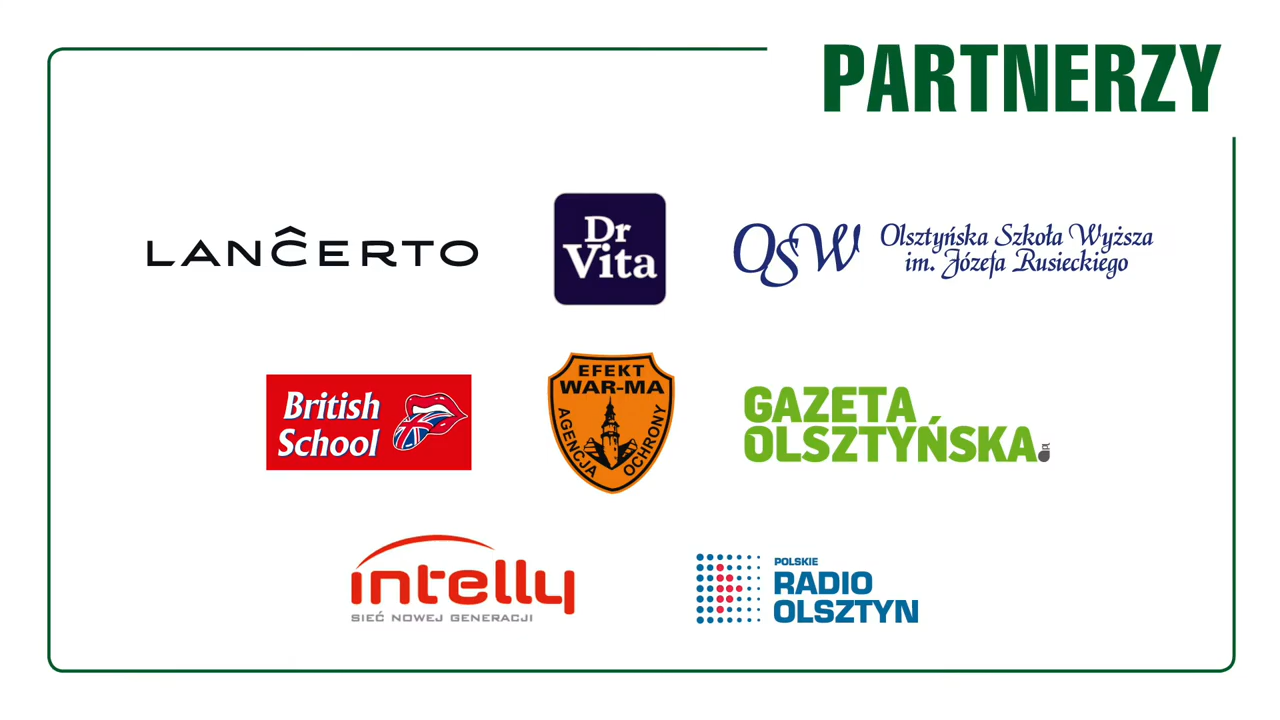 PARTNERZY
LANĈERTO
Dr
Vita
OSW
Olsztyńska Szkoła Wyższa
im. Józefa Rusieckiego
British
School
EFEKT
WAR-MA
AGENCJA
OCHRONY
GAZETA
OLSZTYŃSKA.PL
intelly
SIEĆ NOWEJ GENERACJI
POLSKIE
RADIO
OLSZTYN